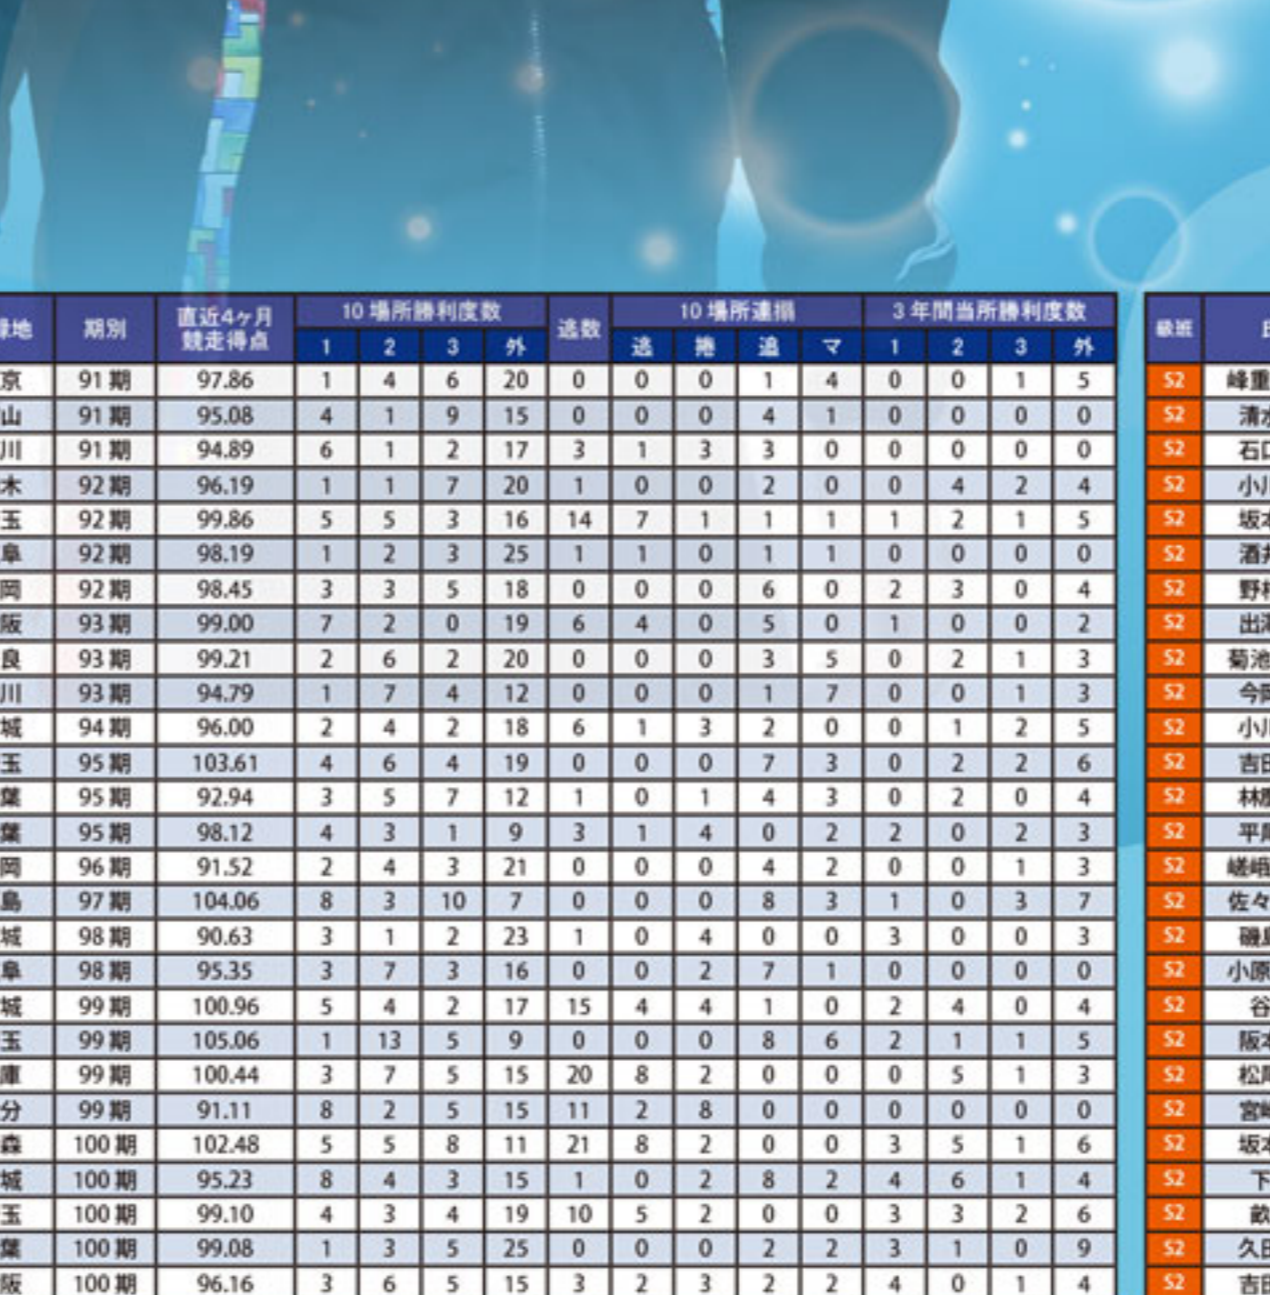 地 期別 直近4ヶ月 競走得点 10場所勝利度数 逃数 10場所連携 3年間当所勝利度数 級班
1 2 3 外 逃 捲 追 マ 1 2 3 外
京 91期 97.86 1 4 6 20 0 0 0 1 4 0 0 1 5 S2 峰重
山 91期 95.08 4 1 9 15 0 0 0 4 1 0 0 0 0 S2 清水
川 91期 94.89 6 1 2 17 3 1 3 3 0 0 0 0 0 S2 石口
木 92期 96.19 1 1 7 20 1 0 0 2 0 0 4 2 4 S2 小川
玉 92期 99.86 5 5 3 16 14 7 1 1 1 1 2 1 5 S2 坂本
阜 92期 98.19 1 2 3 25 1 1 0 1 1 0 0 0 0 S2 酒井
岡 92期 98.45 3 3 5 18 0 0 0 6 0 2 3 0 4 S2 野村
阪 93期 99.00 7 2 0 19 6 4 0 5 0 1 0 0 2 S2 出
良 93期 99.21 2 6 2 20 0 0 0 3 5 0 2 1 3 S2 菊池
川 93期 94.79 1 7 4 12 0 0 0 1 7 0 0 1 3 S2 今岡
城 94期 96.00 2 4 2 18 6 1 3 2 0 0 1 2 5 S2 小川
玉 95期 103.61 4 6 4 19 0 0 0 7 3 0 2 2 6 S2 吉田
葉 95期 92.94 3 5 7 12 1 0 1 4 3 0 2 0 4 S2 林
葉 95期 98.12 4 3 1 9 3 1 4 0 2 2 0 2 3 S2 平尾
岡 96期 91.52 2 4 3 21 0 0 0 4 2 0 0 1 3 S2 嵯峨
島 97期 104.06 8 3 10 7 0 0 0 8 3 1 0 3 7 S2 佐々
城 98期 90.63 3 1 2 23 1 0 4 0 0 3 0 0 3 S2 磯島
阜 98期 95.35 3 7 3 16 0 0 2 7 1 0 0 0 0 S2 小原
城 99期 100.96 5 4 2 17 15 4 4 1 0 2 4 0 4 S2 谷
玉 99期 105.06 1 13 5 9 0 0 0 8 6 2 1 1 5 S2 阪本
庫 99期 100.44 3 7 5 15 20 8 2 0 0 0 5 1 3 S2 松尾
分 99期 91.11 8 2 5 15 11 2 8 0 0 0 0 0 0 S2 宮崎
森 100期 102.48 5 5 8 11 21 8 2 0 0 3 5 1 6 S2 坂本
城 100期 95.23 8 4 3 15 1 0 2 8 2 4 6 1 4 S2 下
玉 100期 99.10 4 3 4 19 10 5 2 0 0 3 3 2 6 S2 畝
葉 100期 99.08 1 3 5 25 0 0 0 2 2 3 1 0 9 S2 久田
阪 100期 96.16 3 6 5 15 3 2 3 2 2 4 0 1 4 S2 吉田